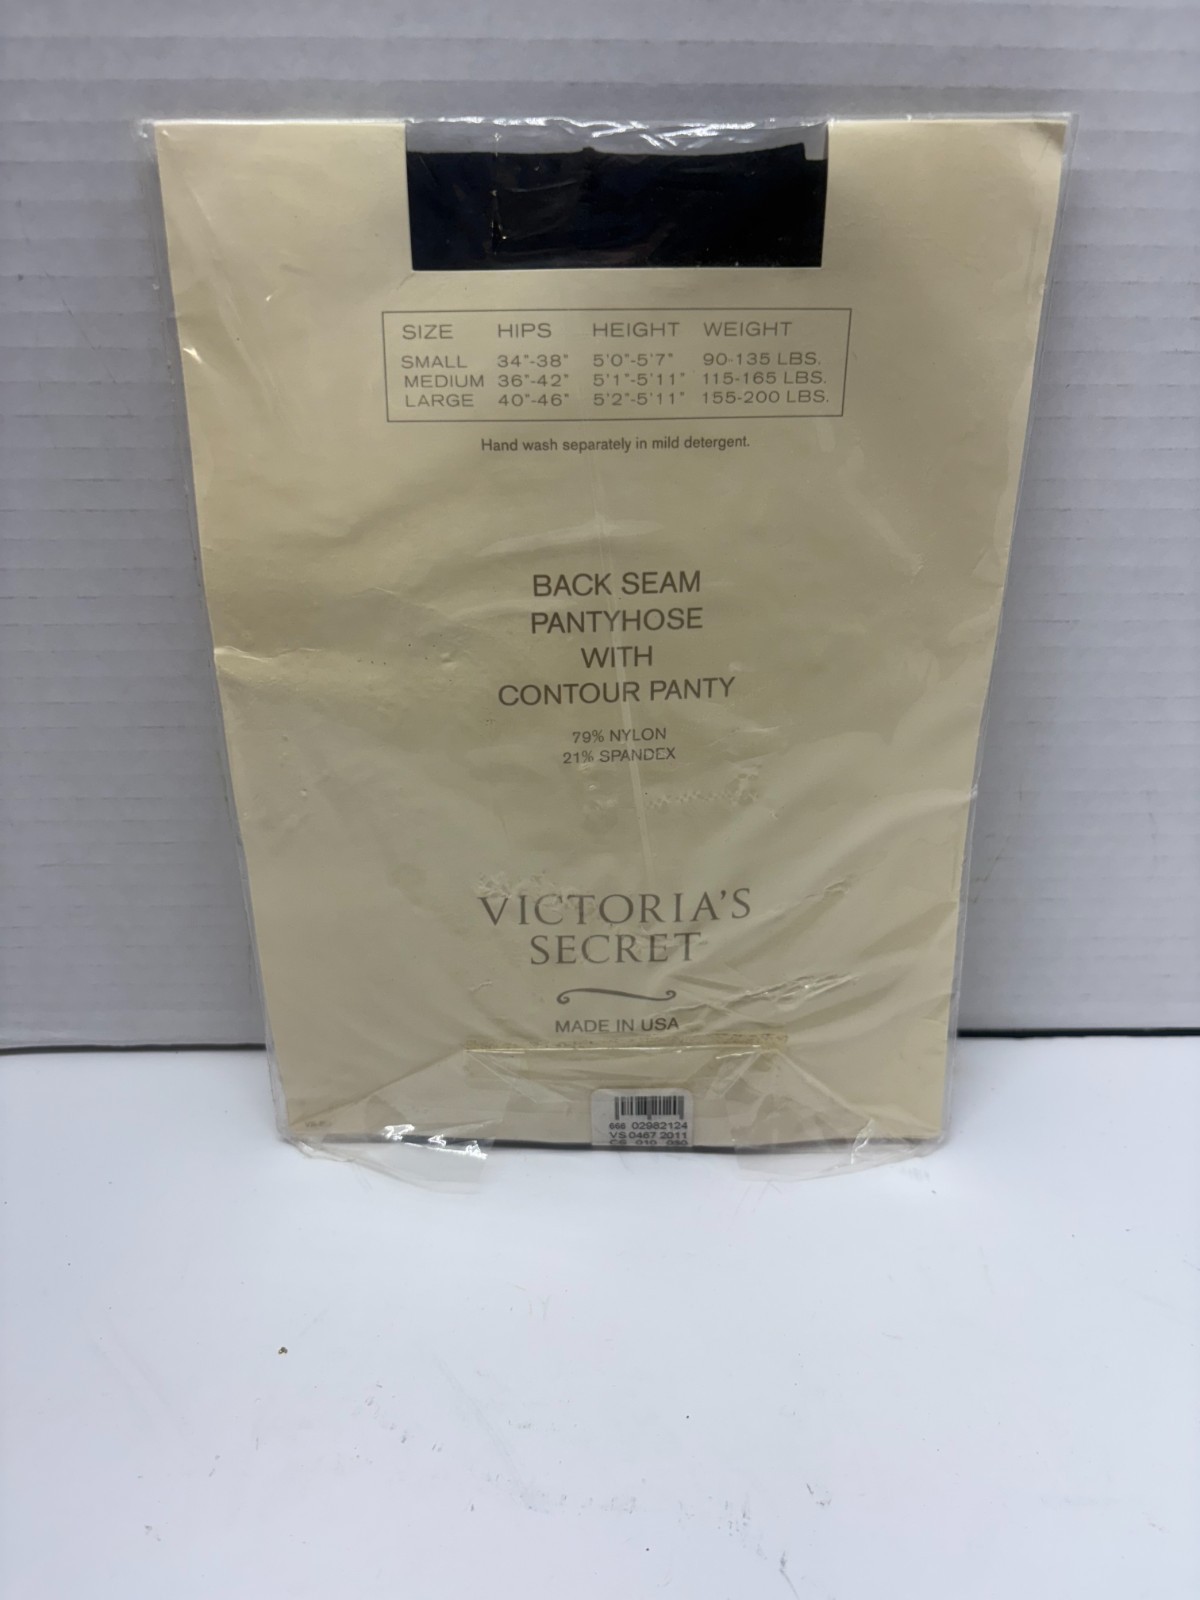 SIZE HIPS HEIGHT WEIGHT
SMALL 34"-38" 5'0"-5'7" 90-135 LBS.
MEDIUM 36"-42" 5'1"-5'11" 115-165 LBS.
LARGE 40"-46" 5'2"-5'11" 155-200 LBS.
Hand wash separately in mild detergent.
BACK SEAM
PANTYHOSE
WITH
CONTOUR PANTY
79% NYLON
21% SPANDEX
VICTORIA'S
SECRET
MADE IN USA
666 02982124
VS 0467 2011